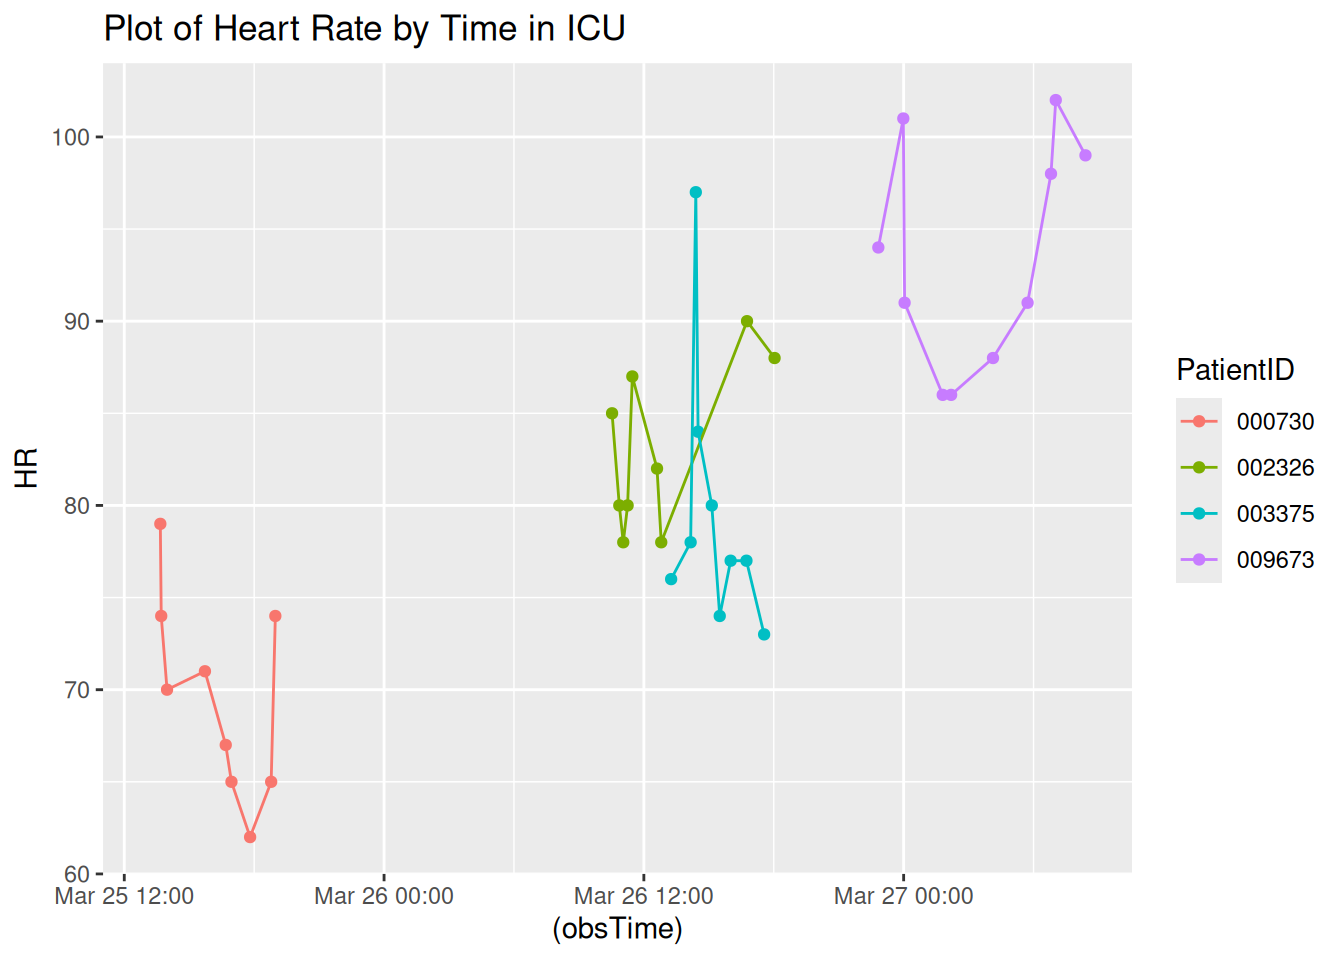 Plot of Heart Rate by Time in ICU
100
90
80
70
60
HR
Mar 25 12:00
Mar 26 00:00
Mar 26 12:00
Mar 27 00:00
(obsTime)
PatientID
000730
002326
003375
009673